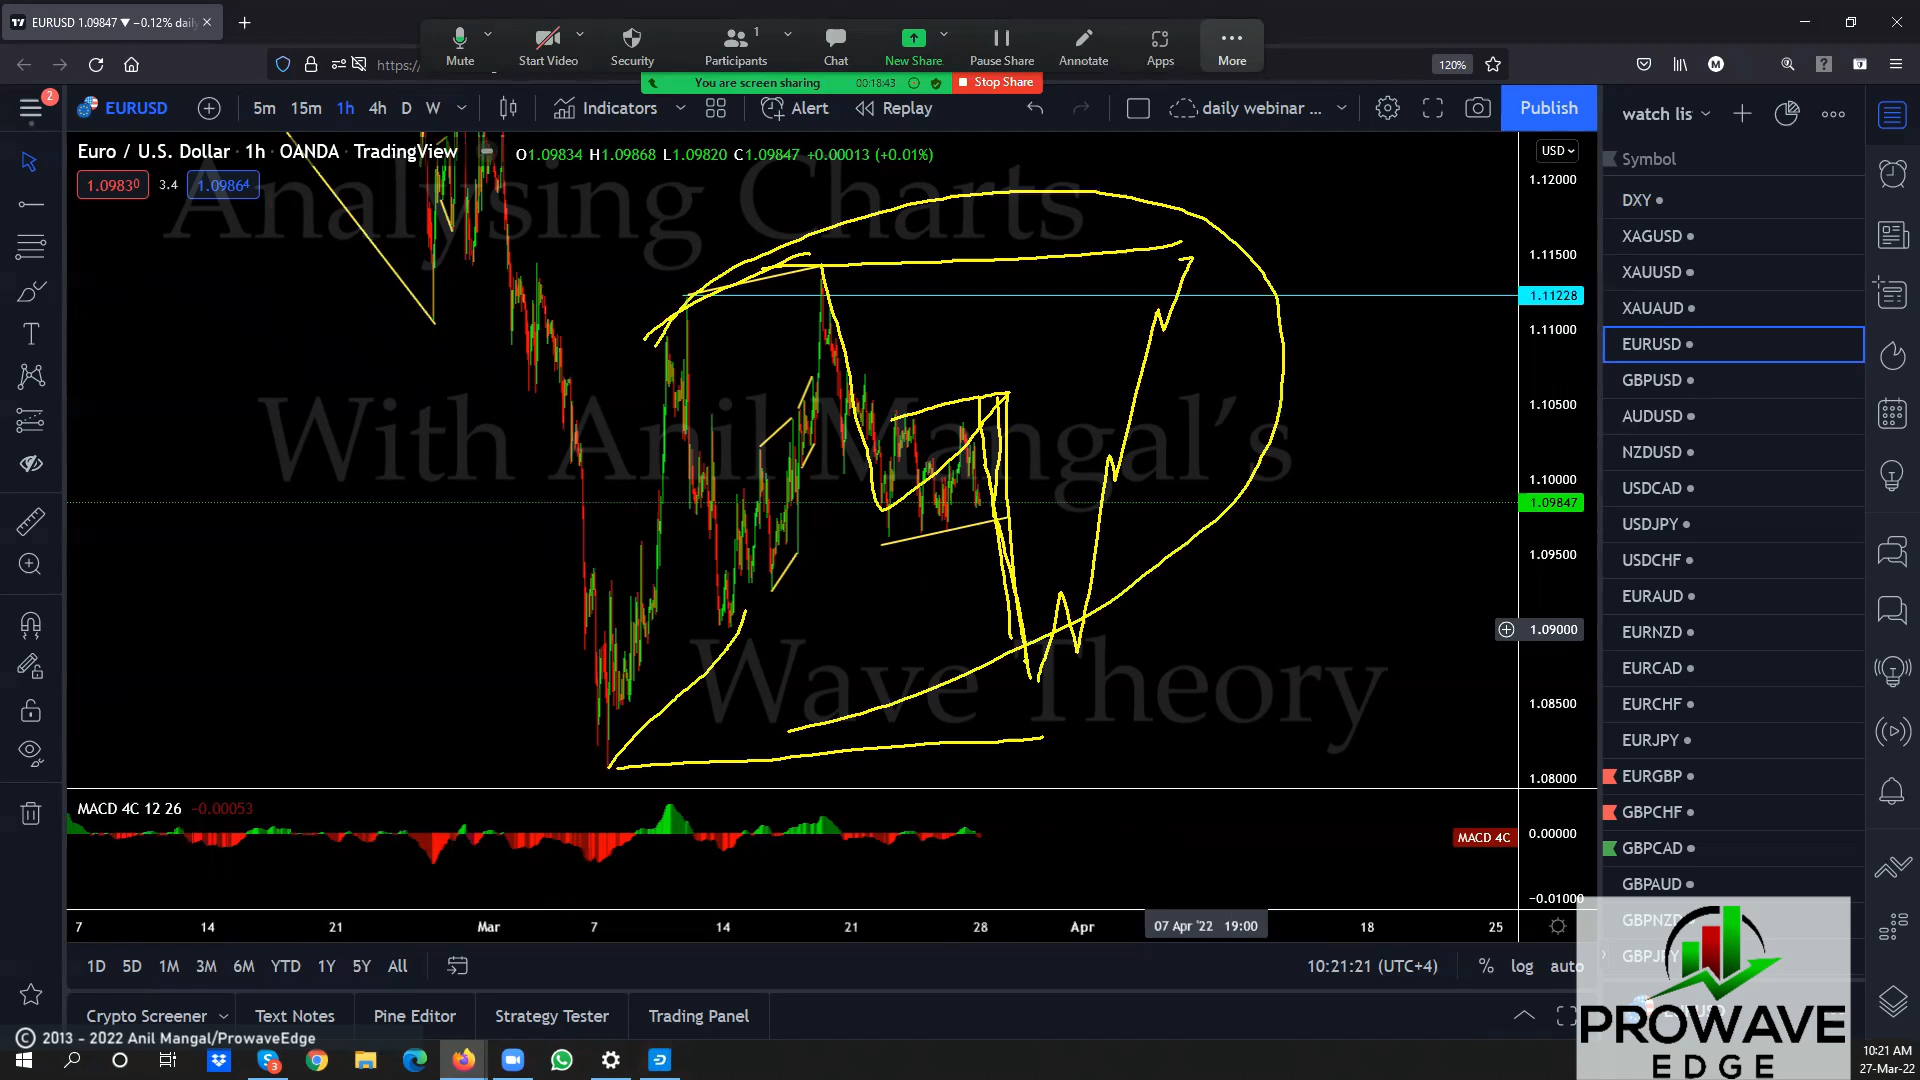 EURUSD 1.09847 ▼ −0.12% daily
Mute
Start Video
Security
1
Participants
Chat
New Share
Pause Share
Annotate
Apps
More
https:/
You are screen sharing
00:18:43
Stop Share
120%
2
EURUSD
5m 15m 1h 4h D W
Indicators
Alert
Replay
daily webinar ...
Publish
watch lis
Euro / U.S. Dollar · 1h · OANDA · TradingView
O1.09834 H1.09868 L1.09820 C1.09847 +0.00013 (+0.01%)
1.09830 3.4 1.09864
USD
Analysing Charts
With Anil Mangal's
Wave Theory
1.12000
1.11500
1.11228
1.11000
1.10500
1.10000
1.09847
1.09500
1.09000
1.08500
1.08000
Symbol
DXY
XAGUSD
XAUUSD
XAUAUD
EURUSD
GBPUSD
AUDUSD
NZDUSD
USDCAD
USDJPY
USDCHF
EURAUD
EURNZD
EURCAD
EURCHF
EURJPY
EURGBP
GBPCHF
GBPCAD
GBPAUD
GBPNZD
GBPJPY
MACD 4C 12 26 −0.00053
0.00000
MACD 4C
−0.01000
7 14 21 Mar 7 14 21 28 Apr 07 Apr '22 19:00 18 25
1D 5D 1M 3M 6M YTD 1Y 5Y All
10:21:21 (UTC+4) % log auto
Crypto Screener Text Notes Pine Editor Strategy Tester Trading Panel
© 2013 - 2022 Anil Mangal/ProwaveEdge
PROWAVE
EDGE
3
10:21 AM
27-Mar-22